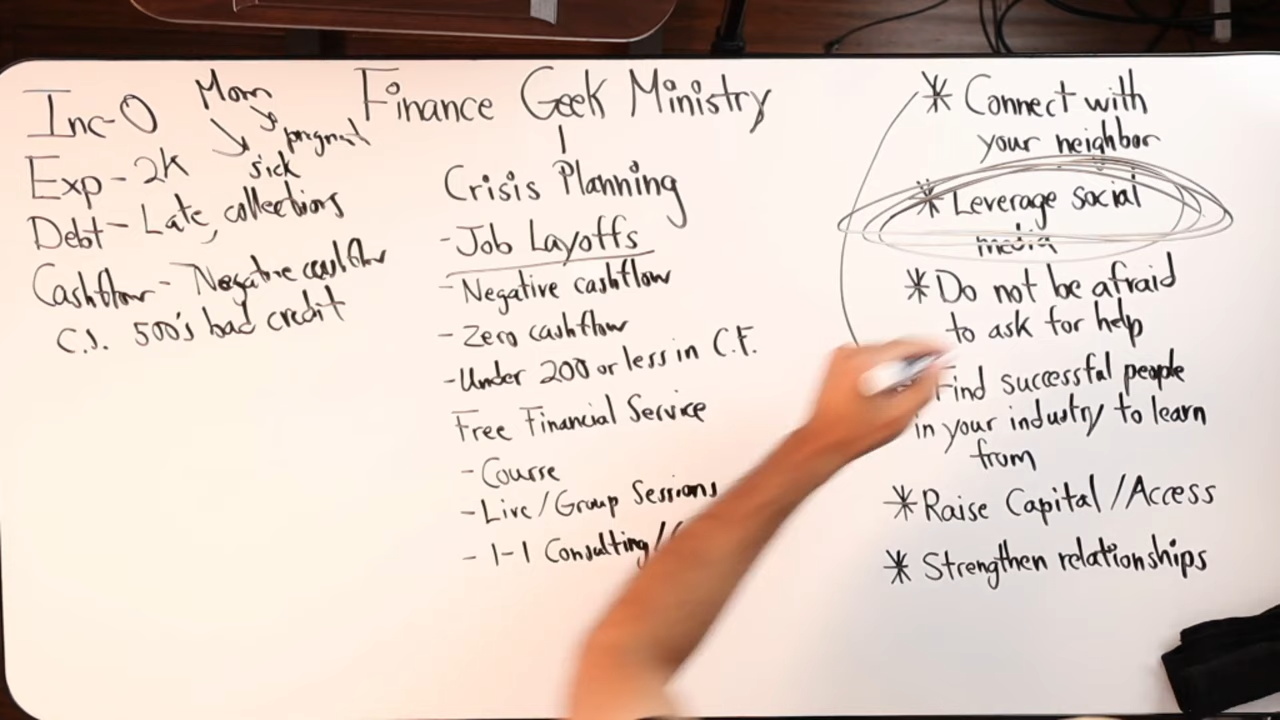 Finance Geek Ministry
Inc-0
Mom
pregnant
sick
Exp-2K
Debt-Late, collections
Cashflow-Negative cashflow
C.S. 500's bad credit
Crisis Planning
-Job Layoffs
-Negative cashflow
-Zero cashflow
-Under 200 or less in C.F.
Free Financial Service
-Course
-Live/Group Sessions
-1-1 Consulting/
* Connect with
your neighbor
* Leverage social
media
* Do not be afraid
to ask for help
Find successful people
in your industry to learn
from
* Raise Capital/Access
* Strengthen relationships